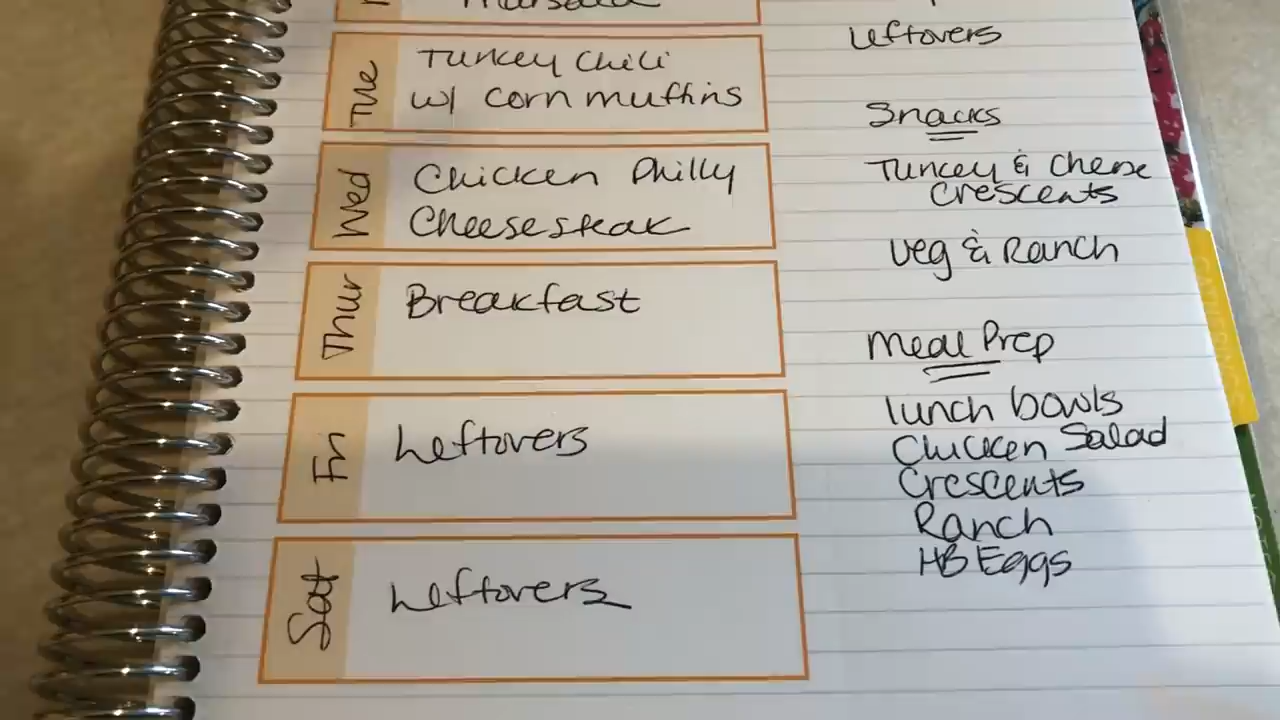 Marsala
Tue
Turkey Chili
w/ corn muffins
Wed
Chicken Philly
Cheesesteak
Thur
Breakfast
Fri
Leftovers
Sat
Leftovers
Leftovers
Snacks
Turkey & Cheese
Crescents
Veg & Ranch
Meal Prep
lunch bowls
Chicken Salad
Crescents
Ranch
HB Eggs